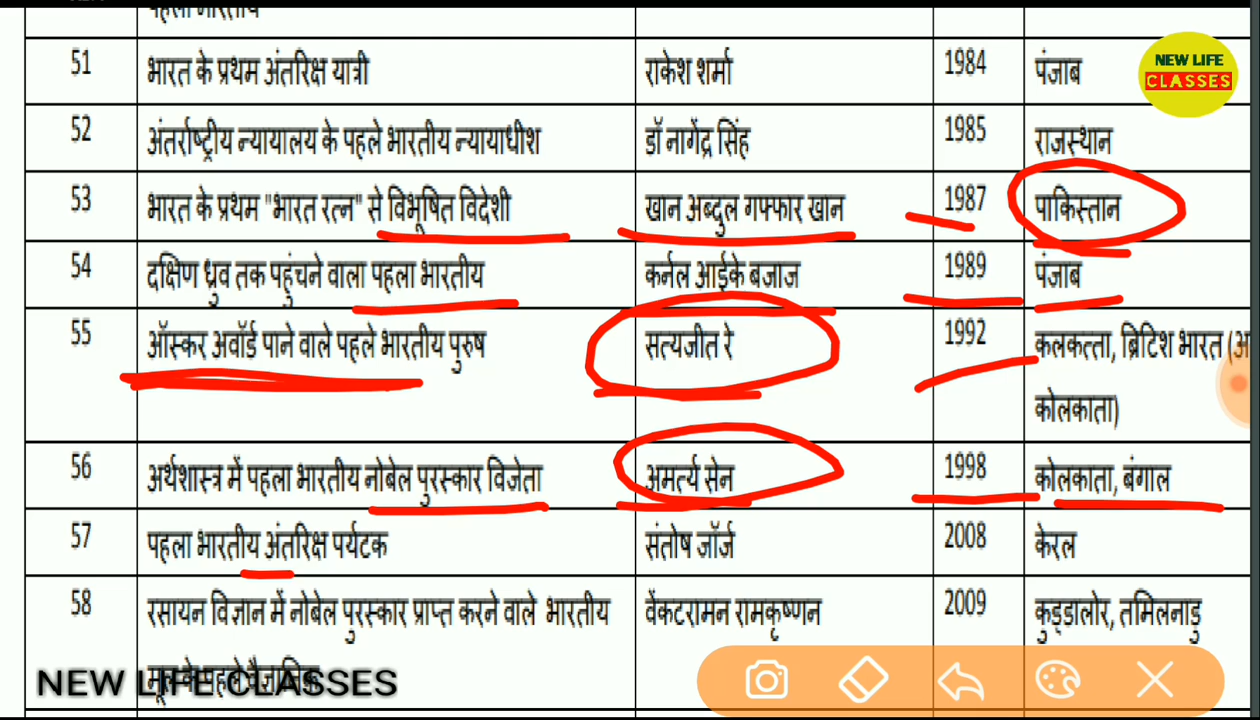 पहला भारतीय
51 भारत के प्रथम अंतरिक्ष यात्री राकेश शर्मा 1984 पंजाब
NEW LIFE
CLASSES
52 अंतर्राष्ट्रीय न्यायालय के पहले भारतीय न्यायाधीश डॉ नागेंद्र सिंह 1985 राजस्थान
53 भारत के प्रथम "भारत रत्न" से विभूषित विदेशी खान अब्दुल गफ्फार खान 1987 पाकिस्तान
54 दक्षिण ध्रुव तक पहुंचने वाला पहला भारतीय कर्नल आईके बजाज 1989 पंजाब
55 ऑस्कर अवॉर्ड पाने वाले पहले भारतीय पुरुष सत्यजीत रे 1992 कलकत्ता, ब्रिटिश भारत
कोलकाता)
56 अर्थशास्त्र में पहला भारतीय नोबेल पुरस्कार विजेता अमर्त्य सेन 1998 कोलकाता, बंगाल
57 पहला भारतीय अंतरिक्ष पर्यटक संतोष जॉर्ज 2008 केरल
58 रसायन विज्ञान में नोबेल पुरस्कार प्राप्त करने वाले भारतीय वेंकटरामन रामकृष्णन 2009 कुड्डालोर, तमिलनाडु
मूल के पहले वैज्ञानिक
NEW LIFE CLASSES